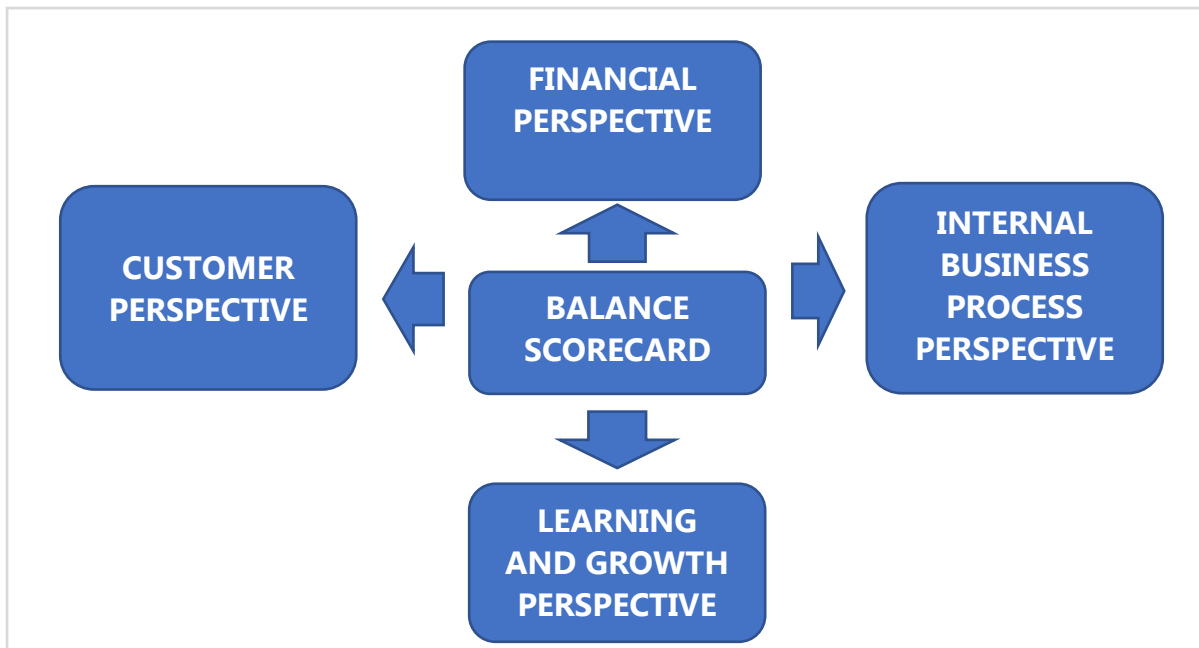 FINANCIAL
PERSPECTIVE
CUSTOMER
PERSPECTIVE
BALANCE
SCORECARD
INTERNAL
BUSINESS
PROCESS
PERSPECTIVE
LEARNING
AND GROWTH
PERSPECTIVE